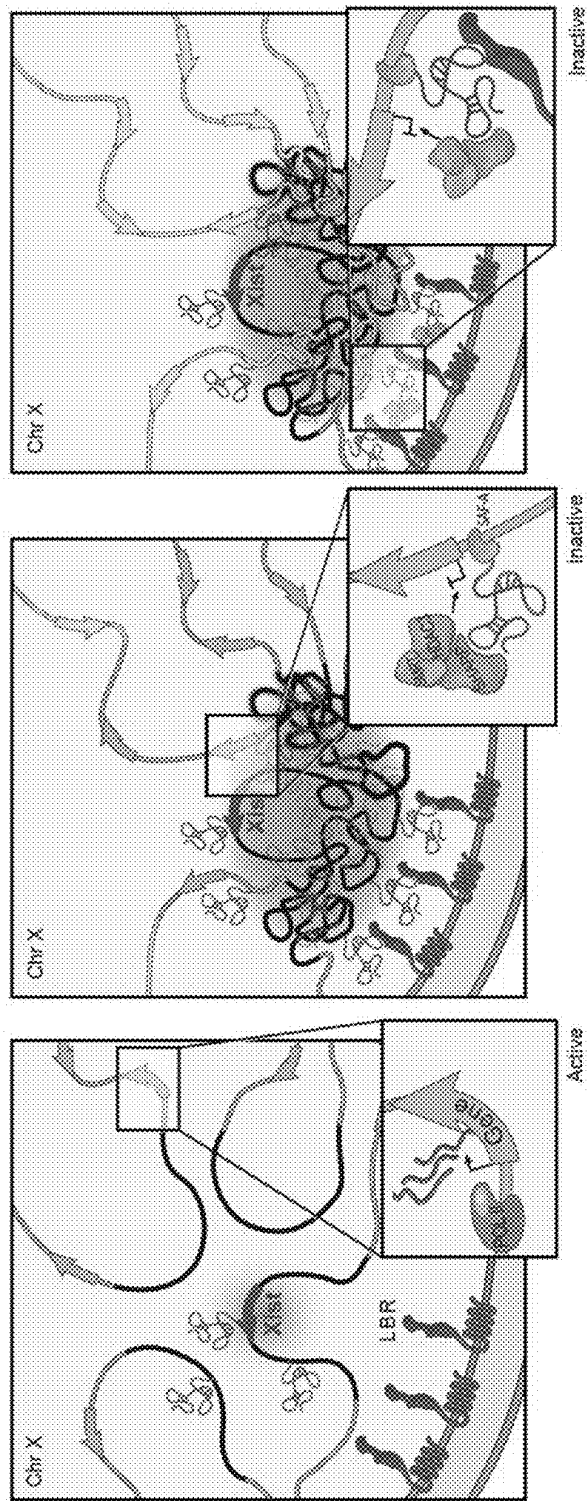 Chr X
Xist
LBR
Gene
Active
Chr X
Xist
SAF-A
Inactive
Chr X
Xist
Inactive